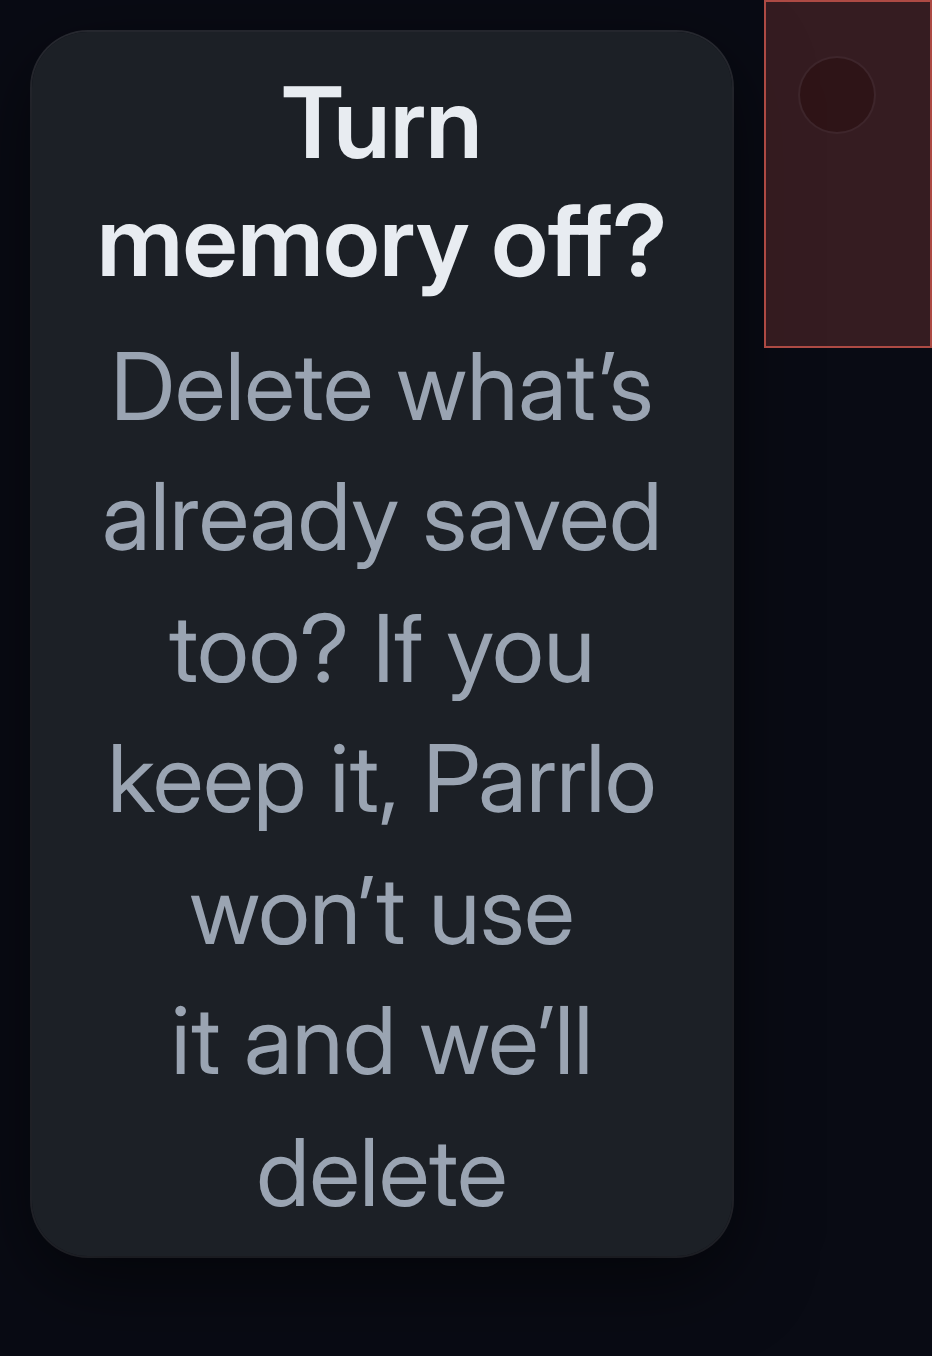 Turn
memory off?
Delete what’s
already saved
too? If you
keep it, Parrlo
won’t use
it and we’ll
delete